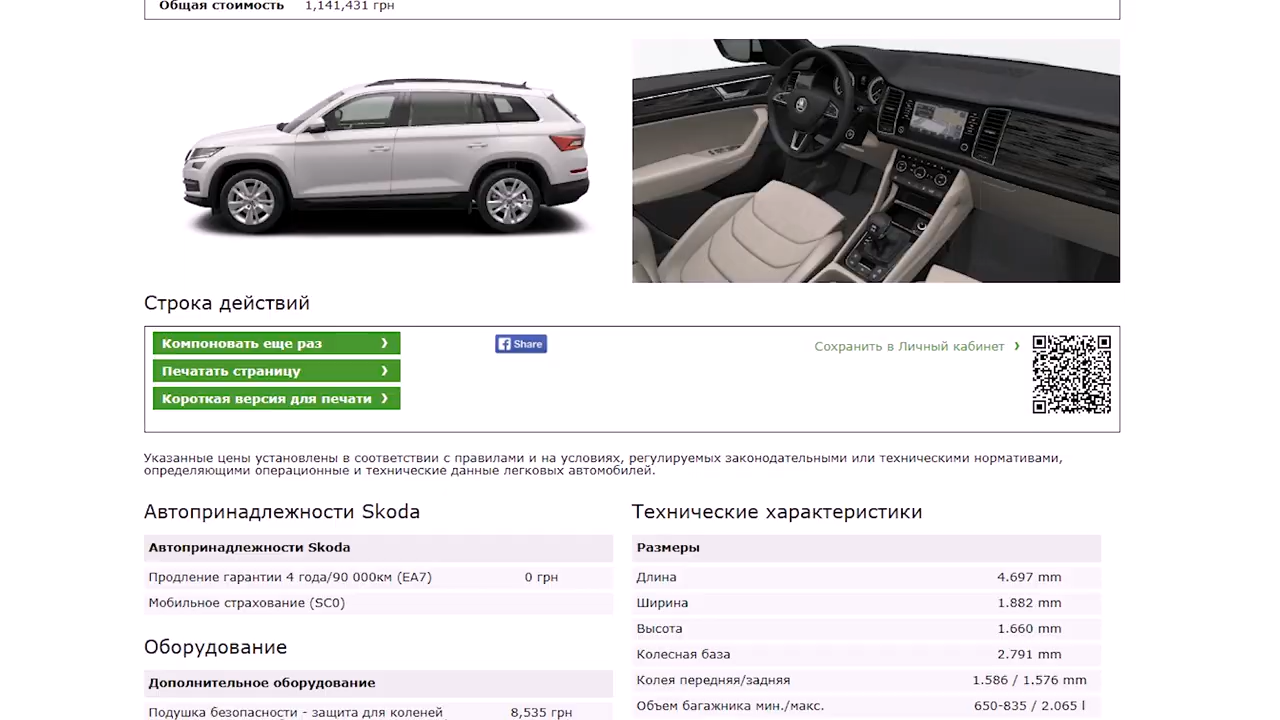 Общая стоимость 1,141,431 грн
Строка действий
Компоновать еще раз
Печатать страницу
Короткая версия для печати
Share
Сохранить в Личный кабинет
Указанные цены установлены в соответствии с правилами и на условиях, регулируемых законодательными или техническими нормативами,
определяющими операционные и технические данные легковых автомобилей.
Автопринадлежности Skoda
Автопринадлежности Skoda
Продление гарантии 4 года/90 000км (EA7) 0 грн
Мобильное страхование (SC0)
Оборудование
Дополнительное оборудование
Подушка безопасности - защита для коленей 8,535 грн
Технические характеристики
Размеры
Длина 4.697 mm
Ширина 1.882 mm
Высота 1.660 mm
Колесная база 2.791 mm
Колея передняя/задняя 1.586 / 1.576 mm
Объем багажника мин./макс. 650-835 / 2.065 l